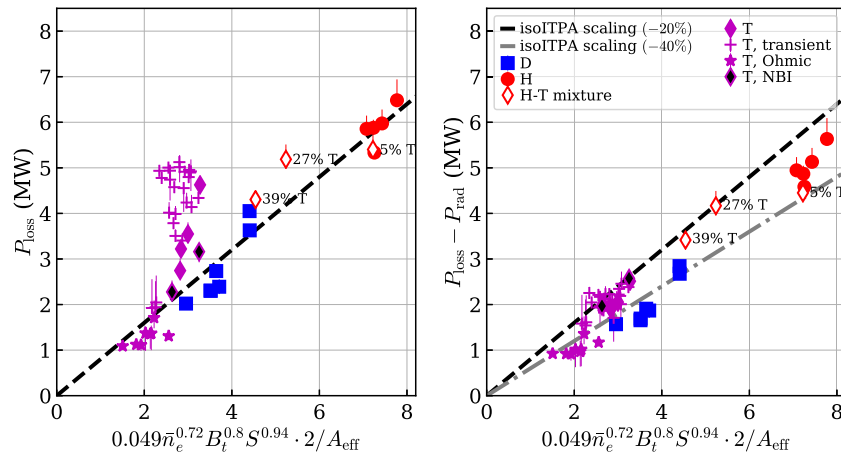 8
7
6
5
4
3
2
1
0
0
2
4
6
8
P_loss (MW)
0.049n̄_e^0.72 B_t^0.8 S^0.94 · 2/A_eff
27% T
5% T
39% T
8
7
6
5
4
3
2
1
0
0
2
4
6
8
P_loss − P_rad (MW)
0.049n̄_e^0.72 B_t^0.8 S^0.94 · 2/A_eff
isoITPA scaling (−20%)
isoITPA scaling (−40%)
D
H
H-T mixture
T
T, transient
T, Ohmic
T, NBI
27% T
5% T
39% T